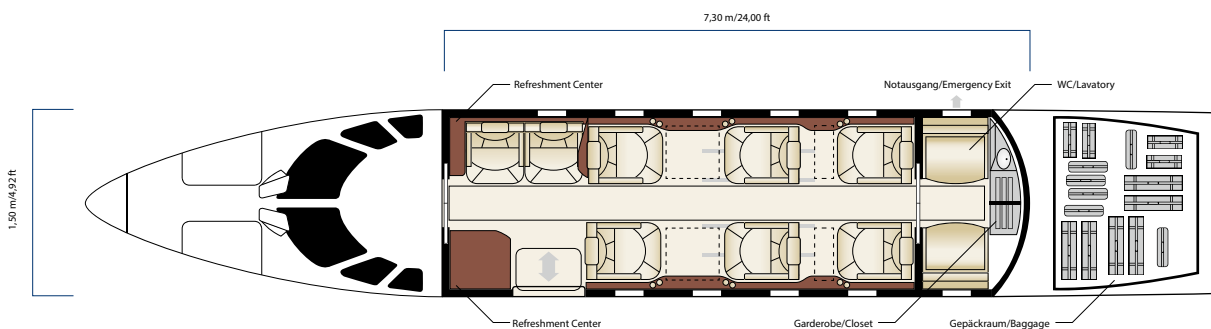 7,30 m/24,00 ft
Refreshment Center
Notausgang/Emergency Exit
WC/Lavatory
1,50 m/4,92 ft
Refreshment Center
Garderobe/Closet
Gepäckraum/Baggage